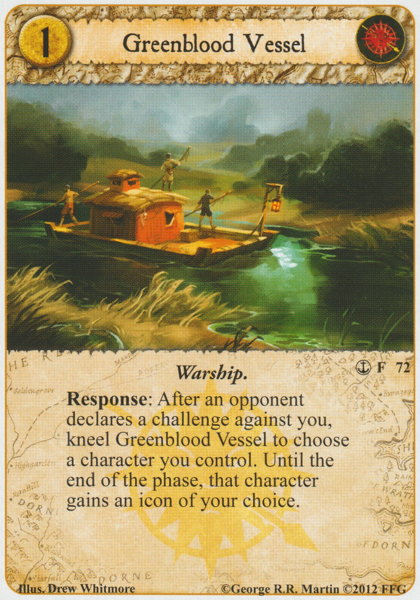 1
Greenblood Vessel
Warship.
F 72
Response: After an opponent
declares a challenge against you,
kneel Greenblood Vessel to choose
a character you control. Until the
end of the phase, that character
gains an icon of your choice.
Highgarden
Starfall
DORNE
Illus. Drew Whitmore
©George R.R. Martin ©2012 FFG